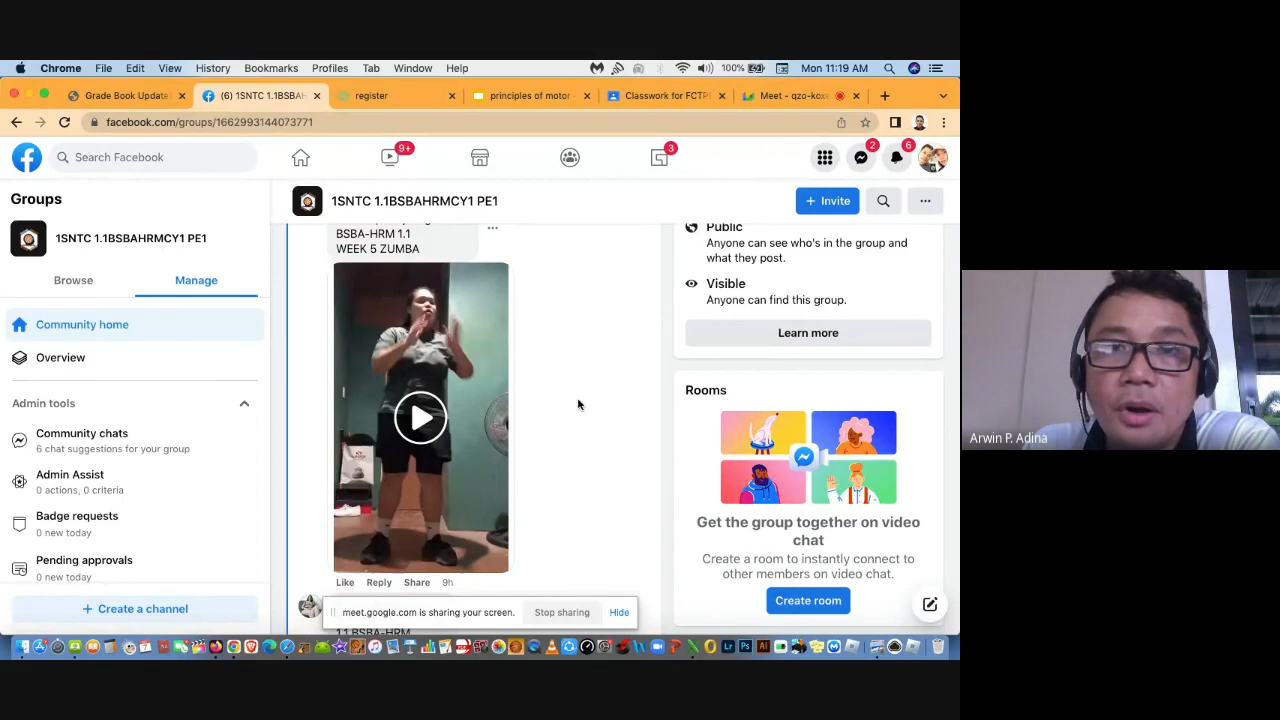 Chrome File Edit View History Bookmarks Profiles Tab Window Help 100% Mon 11:19 AM
Grade Book Update (6) 1SNTC 1.1BSBAH register principles of motor Classwork for FCTP Meet - qzo-kox
facebook.com/groups/1662993144073771
Search Facebook 9+ 3 2 6
Groups
1SNTC 1.1BSBAHRMCY1 PE1
Browse Manage
Community home
Overview
Admin tools
Community chats
6 chat suggestions for your group
Admin Assist
0 actions, 0 criteria
Badge requests
0 new today
Pending approvals
0 new today
+ Create a channel
1SNTC 1.1BSBAHRMCY1 PE1
+ Invite
BSBA-HRM 1.1
WEEK 5 ZUMBA
Like Reply Share 9h
meet.google.com is sharing your screen. Stop sharing Hide
1.1 BSBA-HRM
Public
Anyone can see who's in the group and
what they post.
Visible
Anyone can find this group.
Learn more
Rooms
Get the group together on video
chat
Create a room to instantly connect to
other members on video chat.
Create room
Arwin P. Adina